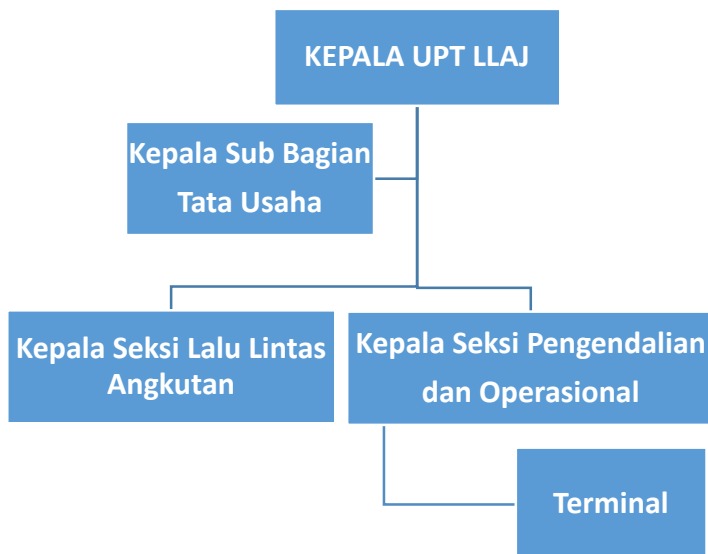 KEPALA UPT LLAJ
Kepala Sub Bagian
Tata Usaha
Kepala Seksi Lalu Lintas
Angkutan
Kepala Seksi Pengendalian
dan Operasional
Terminal